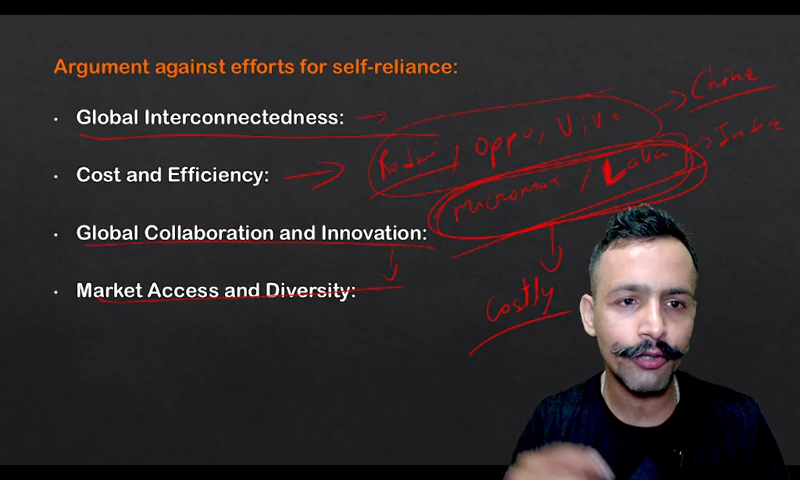 Argument against efforts for self-reliance:
• Global Interconnectedness:
• Cost and Efficiency:
• Global Collaboration and Innovation:
• Market Access and Diversity:
China
Redmi, Oppo, Vivo
India
Micromax / Lava
Costly